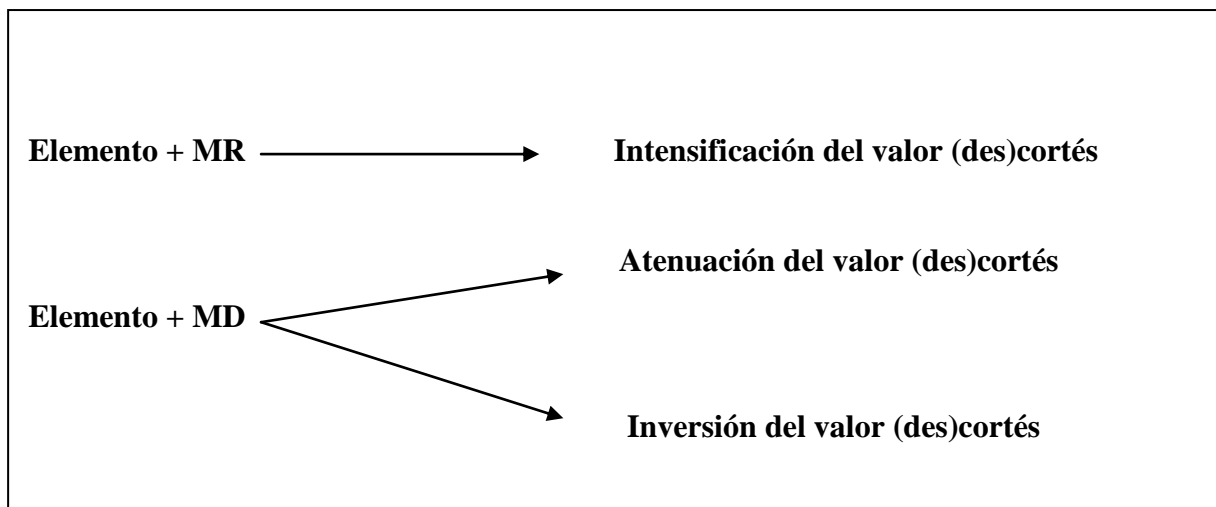 Elemento + MR
Intensificación del valor (des)cortés
Atenuación del valor (des)cortés
Elemento + MD
Inversión del valor (des)cortés